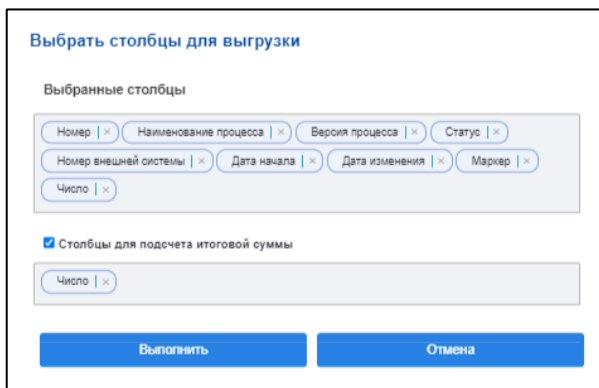 Выбрать столбцы для выгрузки
Выбранные столбцы
Номер | × Наименование процесса | × Версия процесса | × Статус | ×
Номер внешней системы | × Дата начала | × Дата изменения | × Маркер | ×
Число | ×
Столбцы для подсчета итоговой суммы
Число | ×
Выполнить Отмена